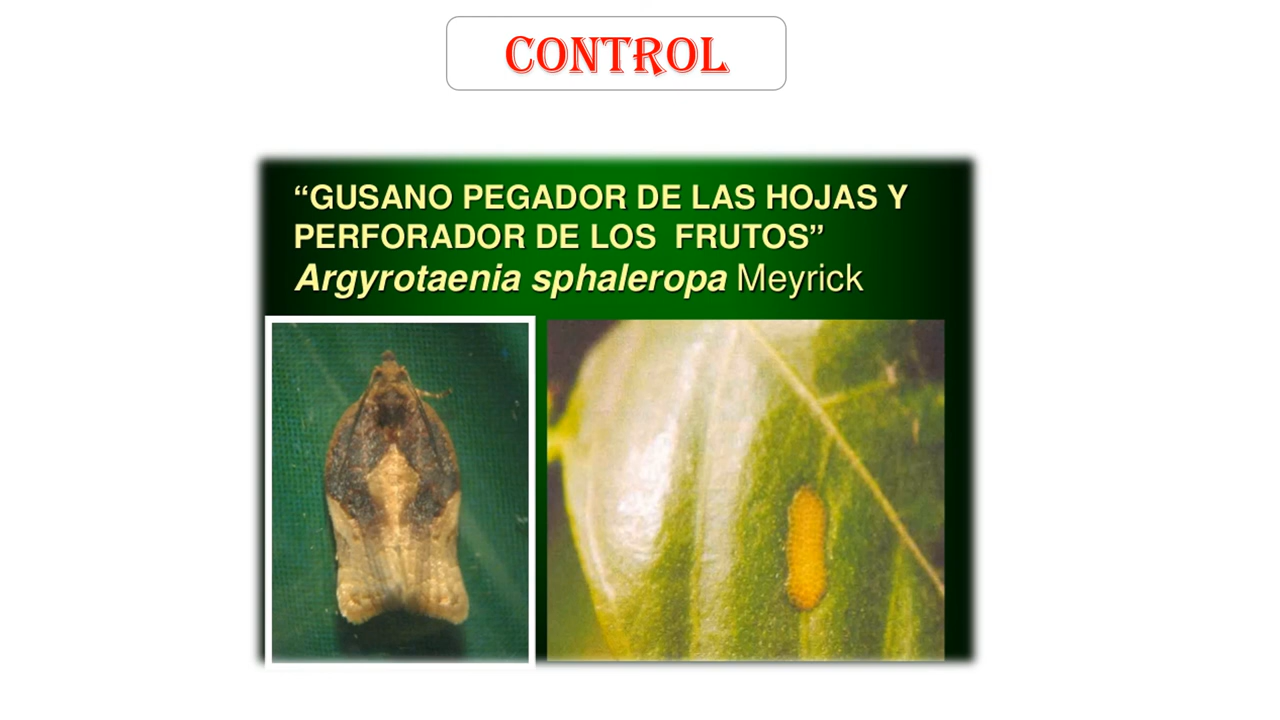 CONTROL
“GUSANO PEGADOR DE LAS HOJAS Y
PERFORADOR DE LOS FRUTOS”
Argyrotaenia sphaleropa Meyrick